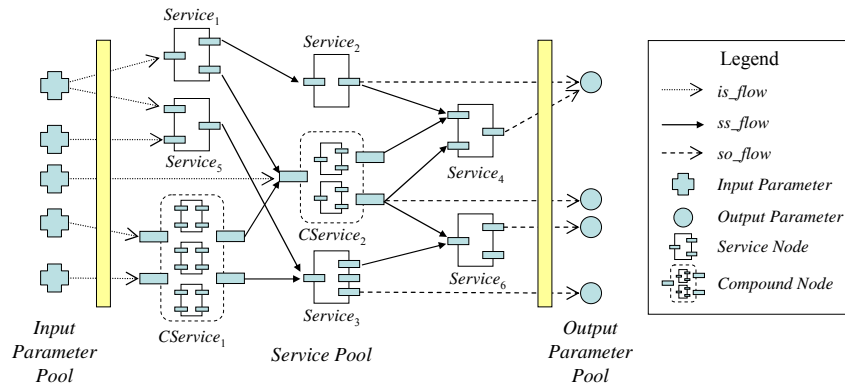 Service1
Service2
Legend
is_flow
ss_flow
so_flow
Service5
Service4
Input Parameter
Output Parameter
CService2
Service Node
Service6
Compound Node
Service3
Input
Parameter
Pool
CService1
Service Pool
Output
Parameter
Pool